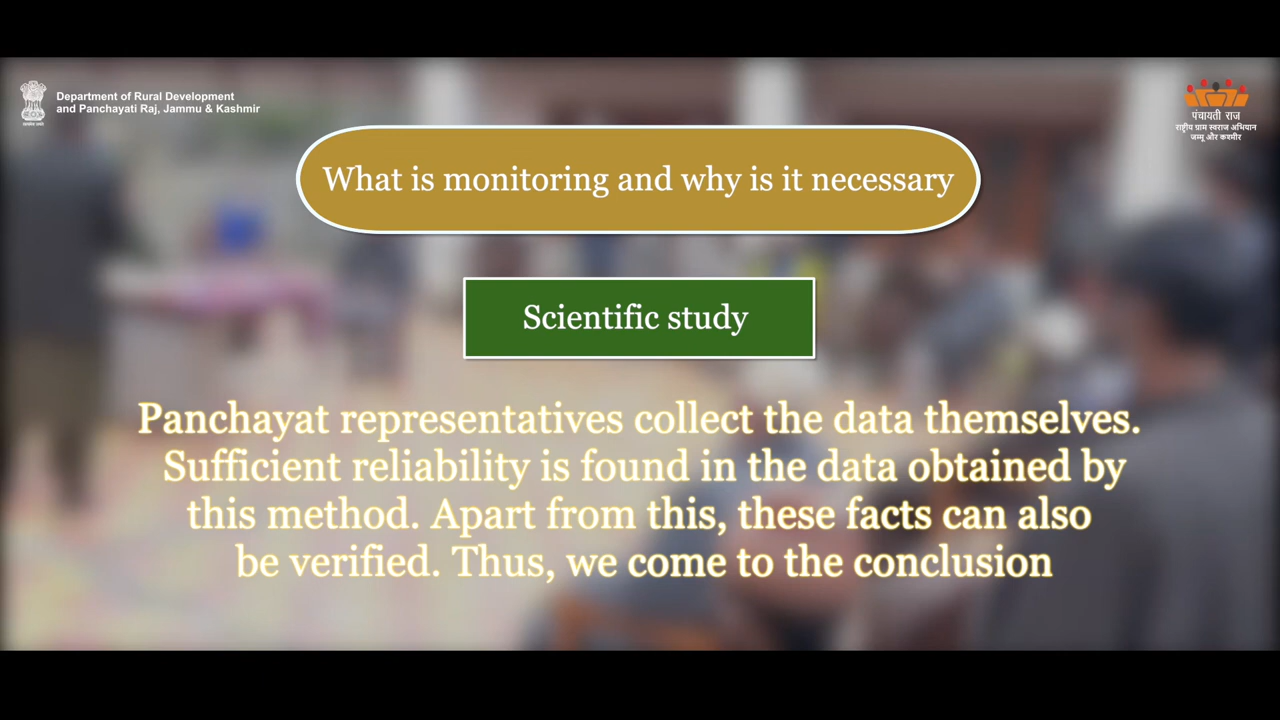 Department of Rural Development
and Panchayati Raj, Jammu & Kashmir
पंचायती राज
राष्ट्रीय ग्राम स्वराज अभियान
जम्मू और कश्मीर
What is monitoring and why is it necessary
Scientific study
Panchayat representatives collect the data themselves.
Sufficient reliability is found in the data obtained by
this method. Apart from this, these facts can also
be verified. Thus, we come to the conclusion